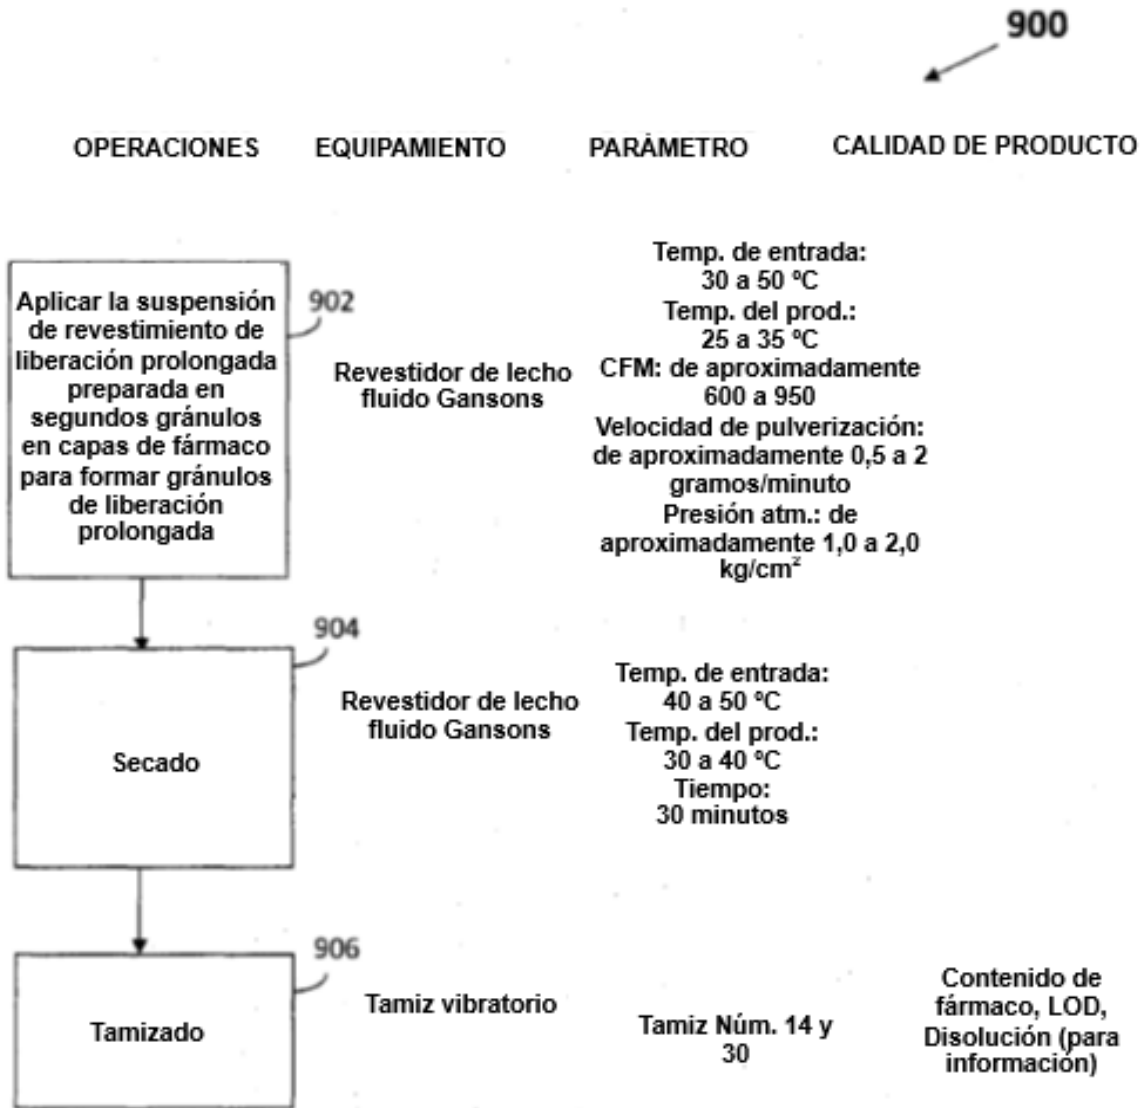 900
OPERACIONES EQUIPAMIENTO PARÁMETRO CALIDAD DE PRODUCTO
Aplicar la suspensión
de revestimiento de
liberación prolongada
preparada en
segundos gránulos
en capas de fármaco
para formar gránulos
de liberación
prolongada
902
Revestidor de lecho
fluido Gansons
Temp. de entrada:
30 a 50 ºC
Temp. del prod.:
25 a 35 ºC
CFM: de aproximadamente
600 a 950
Velocidad de pulverización:
de aproximadamente 0,5 a 2
gramos/minuto
Presión atm.: de
aproximadamente 1,0 a 2,0
kg/cm²
Secado
904
Revestidor de lecho
fluido Gansons
Temp. de entrada:
40 a 50 ºC
Temp. del prod.:
30 a 40 ºC
Tiempo:
30 minutos
Tamizado
906
Tamiz vibratorio
Tamiz Núm. 14 y
30
Contenido de
fármaco, LOD,
Disolución (para
información)